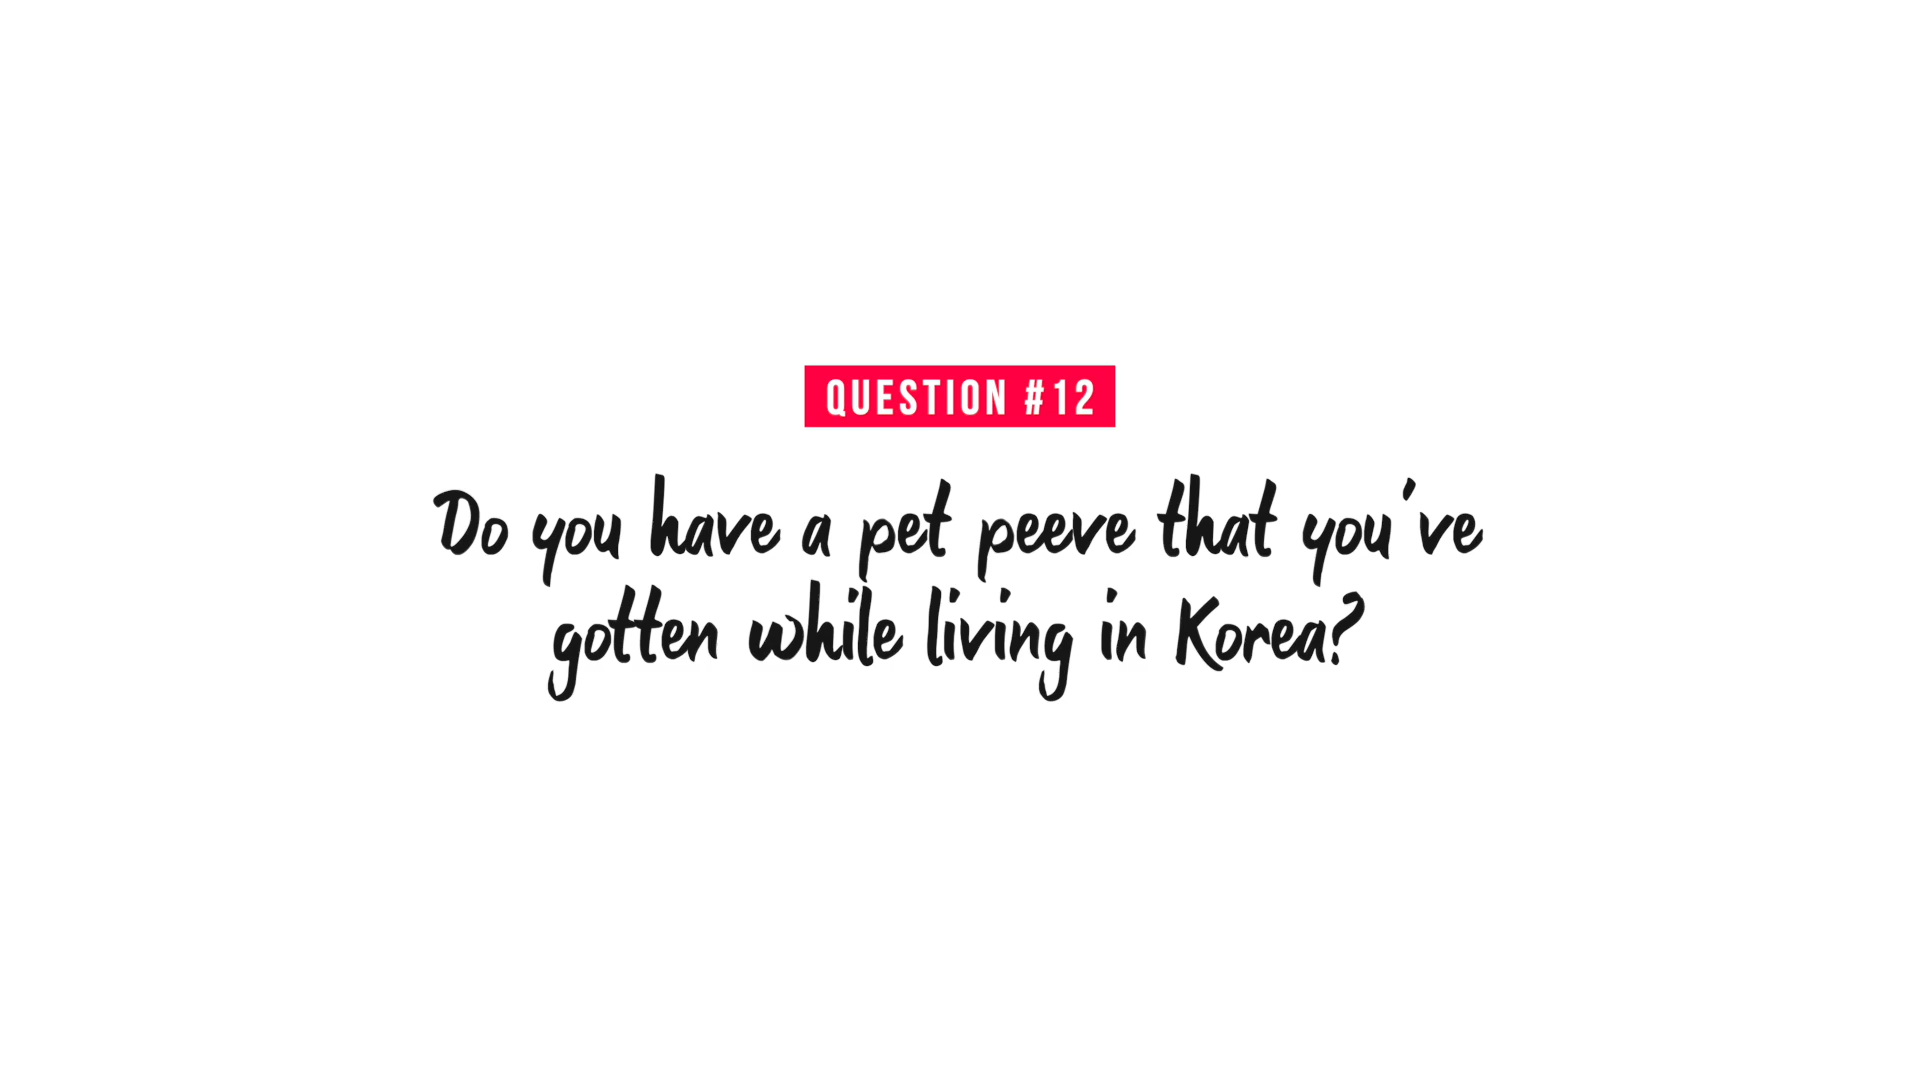 QUESTION #12
Do you have a pet peeve that you've
gotten while living in Korea?